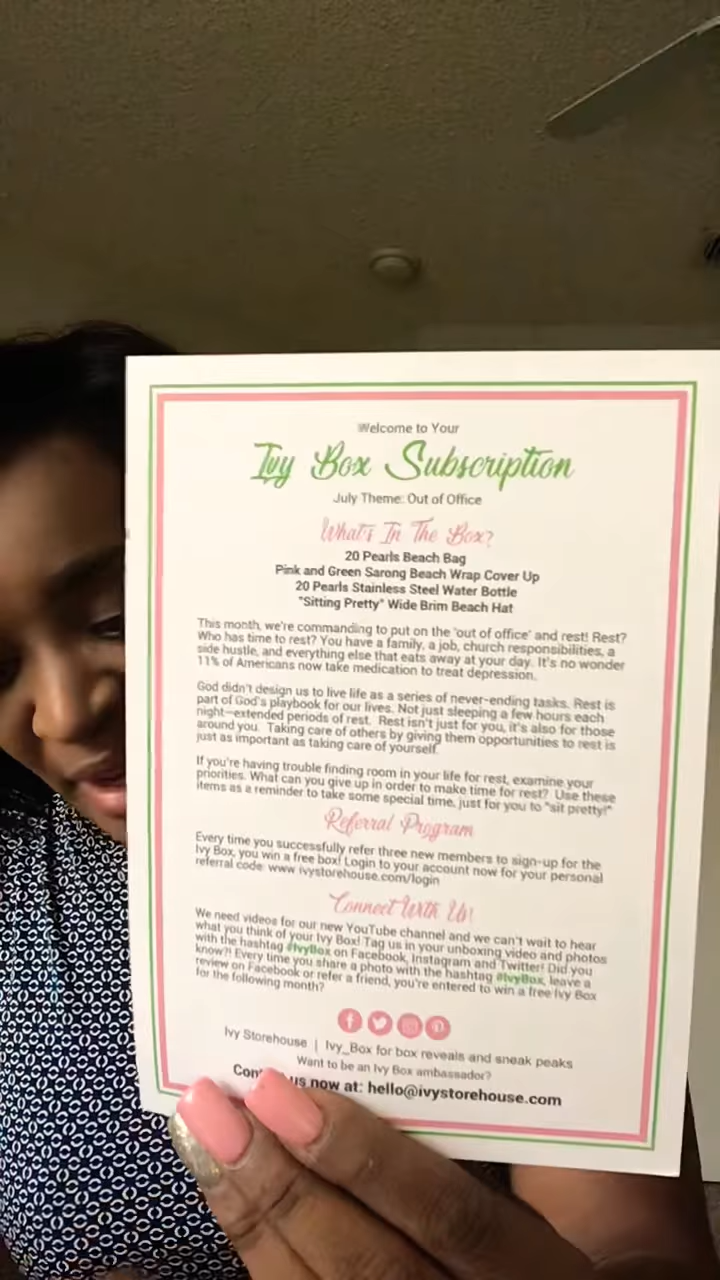 Welcome to Your
Ivy Box Subscription
July Theme: Out of Office
What's In The Box?
20 Pearls Beach Bag
Pink and Green Sarong Beach Wrap Cover Up
20 Pearls Stainless Steel Water Bottle
"Sitting Pretty" Wide Brim Beach Hat
This month, we're commanding to put on the 'out of office' and rest! Rest?
Who has time to rest? You have a family, a job, church responsibilities, a
side hustle, and everything else that eats away at your day. It's no wonder
11% of Americans now take medication to treat depression.
God didn't design us to live life as a series of never-ending tasks. Rest is
part of God's playbook for our lives. Not just sleeping a few hours each
night—extended periods of rest. Rest isn't just for you, it's also for those
around you. Taking care of others by giving them opportunities to rest is
just as important as taking care of yourself.
If you're having trouble finding room in your life for rest, examine your
priorities. What can you give up in order to make time for rest? Use these
items as a reminder to take some special time, just for you to "sit pretty!"
Referral Program
Every time you successfully refer three new members to sign-up for the
Ivy Box, you win a free box! Login to your account now for your personal
referral code: www.ivystorehouse.com/login
Connect With Us!
We need videos for our new YouTube channel and we can't wait to hear
what you think of your Ivy Box! Tag us in your unboxing video and photos
with the hashtag #IvyBox on Facebook, Instagram and Twitter! Did you
know?! Every time you share a photo with the hashtag #IvyBox, leave a
review on Facebook or refer a friend, you're entered to win a free Ivy Box
for the following month?
Ivy Storehouse | Ivy_Box for box reveals and sneak peaks
Want to be an Ivy Box ambassador?
us now at: hello@ivystorehouse.com